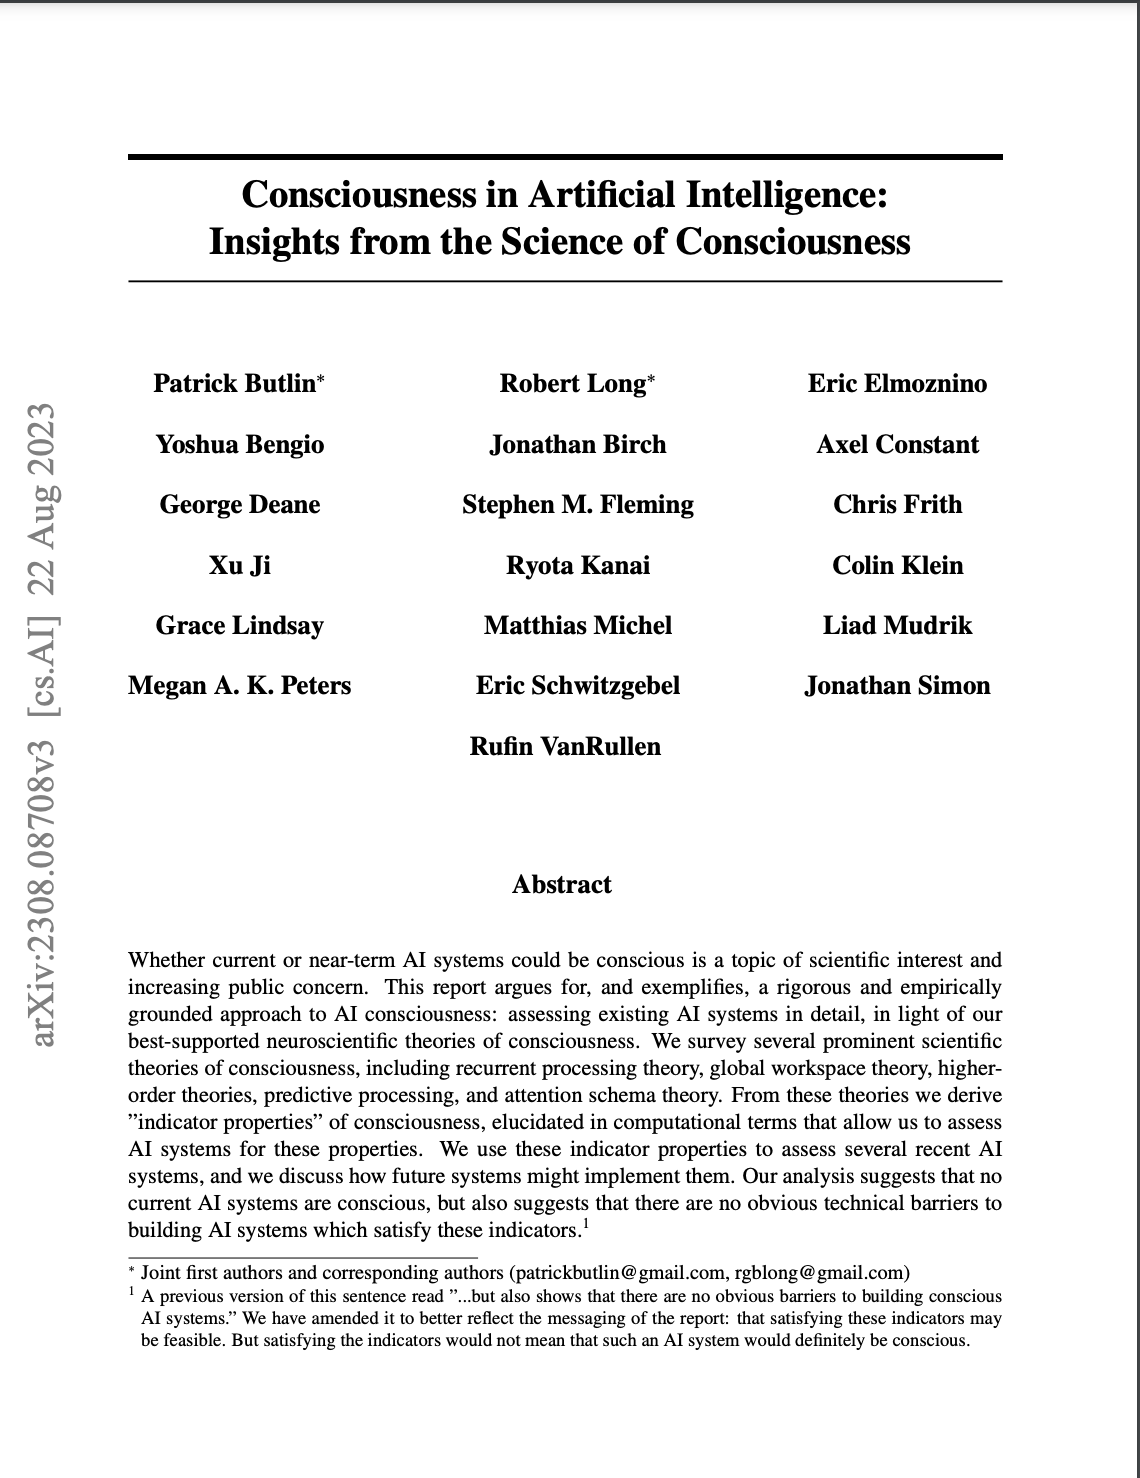 Consciousness in Artificial Intelligence:
Insights from the Science of Consciousness
Patrick Butlin* Robert Long* Eric Elmoznino
Yoshua Bengio Jonathan Birch Axel Constant
George Deane Stephen M. Fleming Chris Frith
Xu Ji Ryota Kanai Colin Klein
Grace Lindsay Matthias Michel Liad Mudrik
Megan A. K. Peters Eric Schwitzgebel Jonathan Simon
Rufin VanRullen
arXiv:2308.08708v3 [cs.AI] 22 Aug 2023
Abstract
Whether current or near-term AI systems could be conscious is a topic of scientific interest and
increasing public concern. This report argues for, and exemplifies, a rigorous and empirically
grounded approach to AI consciousness: assessing existing AI systems in detail, in light of our
best-supported neuroscientific theories of consciousness. We survey several prominent scientific
theories of consciousness, including recurrent processing theory, global workspace theory, higher-
order theories, predictive processing, and attention schema theory. From these theories we derive
”indicator properties” of consciousness, elucidated in computational terms that allow us to assess
AI systems for these properties. We use these indicator properties to assess several recent AI
systems, and we discuss how future systems might implement them. Our analysis suggests that no
current AI systems are conscious, but also suggests that there are no obvious technical barriers to
building AI systems which satisfy these indicators.1
* Joint first authors and corresponding authors (patrickbutlin@gmail.com, rgblong@gmail.com)
1 A previous version of this sentence read ”...but also shows that there are no obvious barriers to building conscious
AI systems.” We have amended it to better reflect the messaging of the report: that satisfying these indicators may
be feasible. But satisfying the indicators would not mean that such an AI system would definitely be conscious.